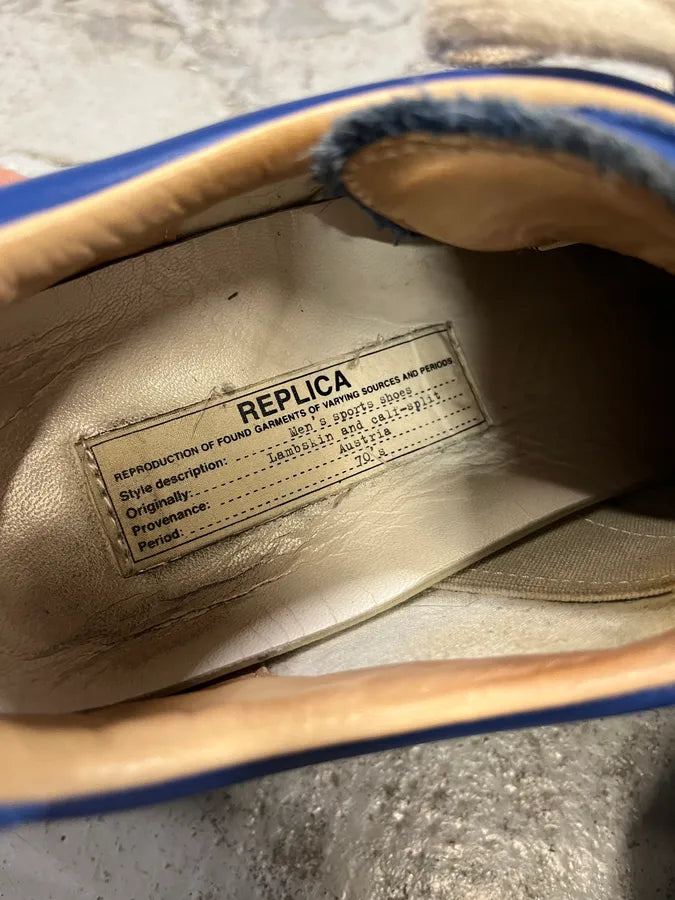 REPLICA
REPRODUCTION OF FOUND GARMENTS OF VARYING SOURCES AND PERIODS
Style description: Men's sports shoes
Originally: Lambskin and calf-split
Provenance: Austria
Period: 70's